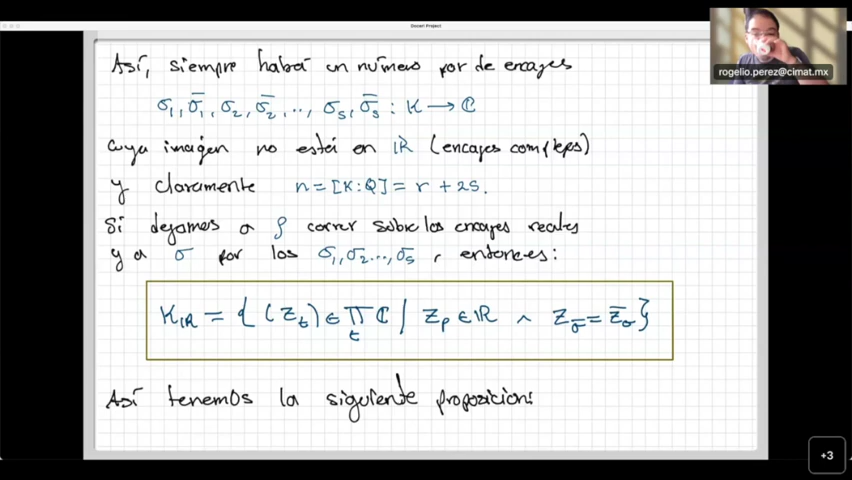 Docari Project
rogelio.perez@cimat.mx
Así, siempre habrá un número par de encajes
σ₁, σ̄₁, σ₂, σ̄₂, .., σₛ, σ̄ₛ : K → ℂ
cuya imagen no está en ℝ (encajes complejos)
y claramente n = [K:ℚ] = r + 2s.
Si dejamos a ρ correr sobre los encajes reales
y a σ por los σ₁, σ₂ ..., σₛ, entonces:
K_ℝ = { (z_τ) ∈ ∏_τ ℂ / z_ρ ∈ ℝ ∧ z_σ̄ = z̄_σ }
Así tenemos la siguiente proposición:
+3